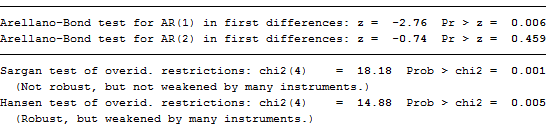 Arellano-Bond test for AR(1) in first differences: z =  -2.76  Pr > z =  0.006
Arellano-Bond test for AR(2) in first differences: z =  -0.74  Pr > z =  0.459
Sargan test of overid. restrictions: chi2(4)    =  18.18  Prob > chi2 =  0.001
(Not robust, but not weakened by many instruments.)
Hansen test of overid. restrictions: chi2(4)    =  14.88  Prob > chi2 =  0.005
(Robust, but weakened by many instruments.)